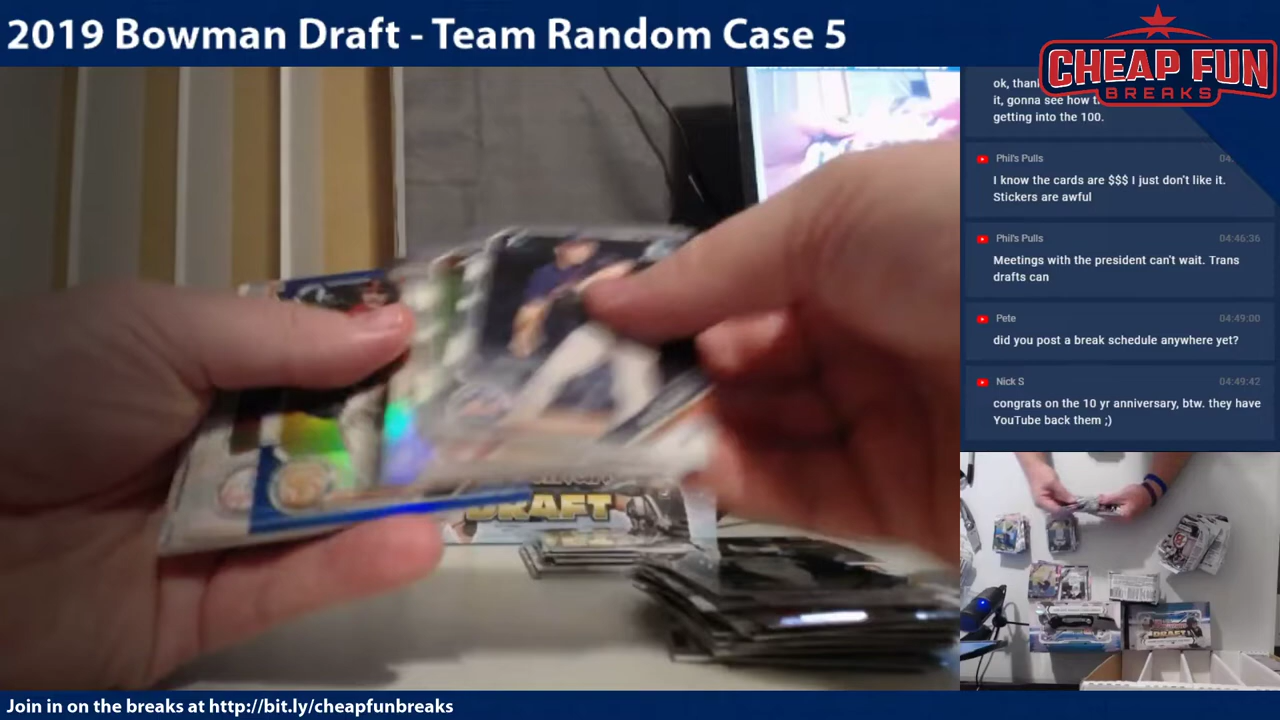 2019 Bowman Draft - Team Random Case 5
CHEAP FUN
BREAKS
ok, than
it, gonna see how t
getting into the 100.
Phil's Pulls
I know the cards are $$$ I just don't like it.
Stickers are awful
Phil's Pulls 04:46:36
Meetings with the president can't wait. Trans
drafts can
Pete 04:49:00
did you post a break schedule anywhere yet?
Nick S 04:49:42
congrats on the 10 yr anniversary, btw. they have
YouTube back them ;)
DRAFT
DRAFT
Join in on the breaks at http://bit.ly/cheapfunbreaks